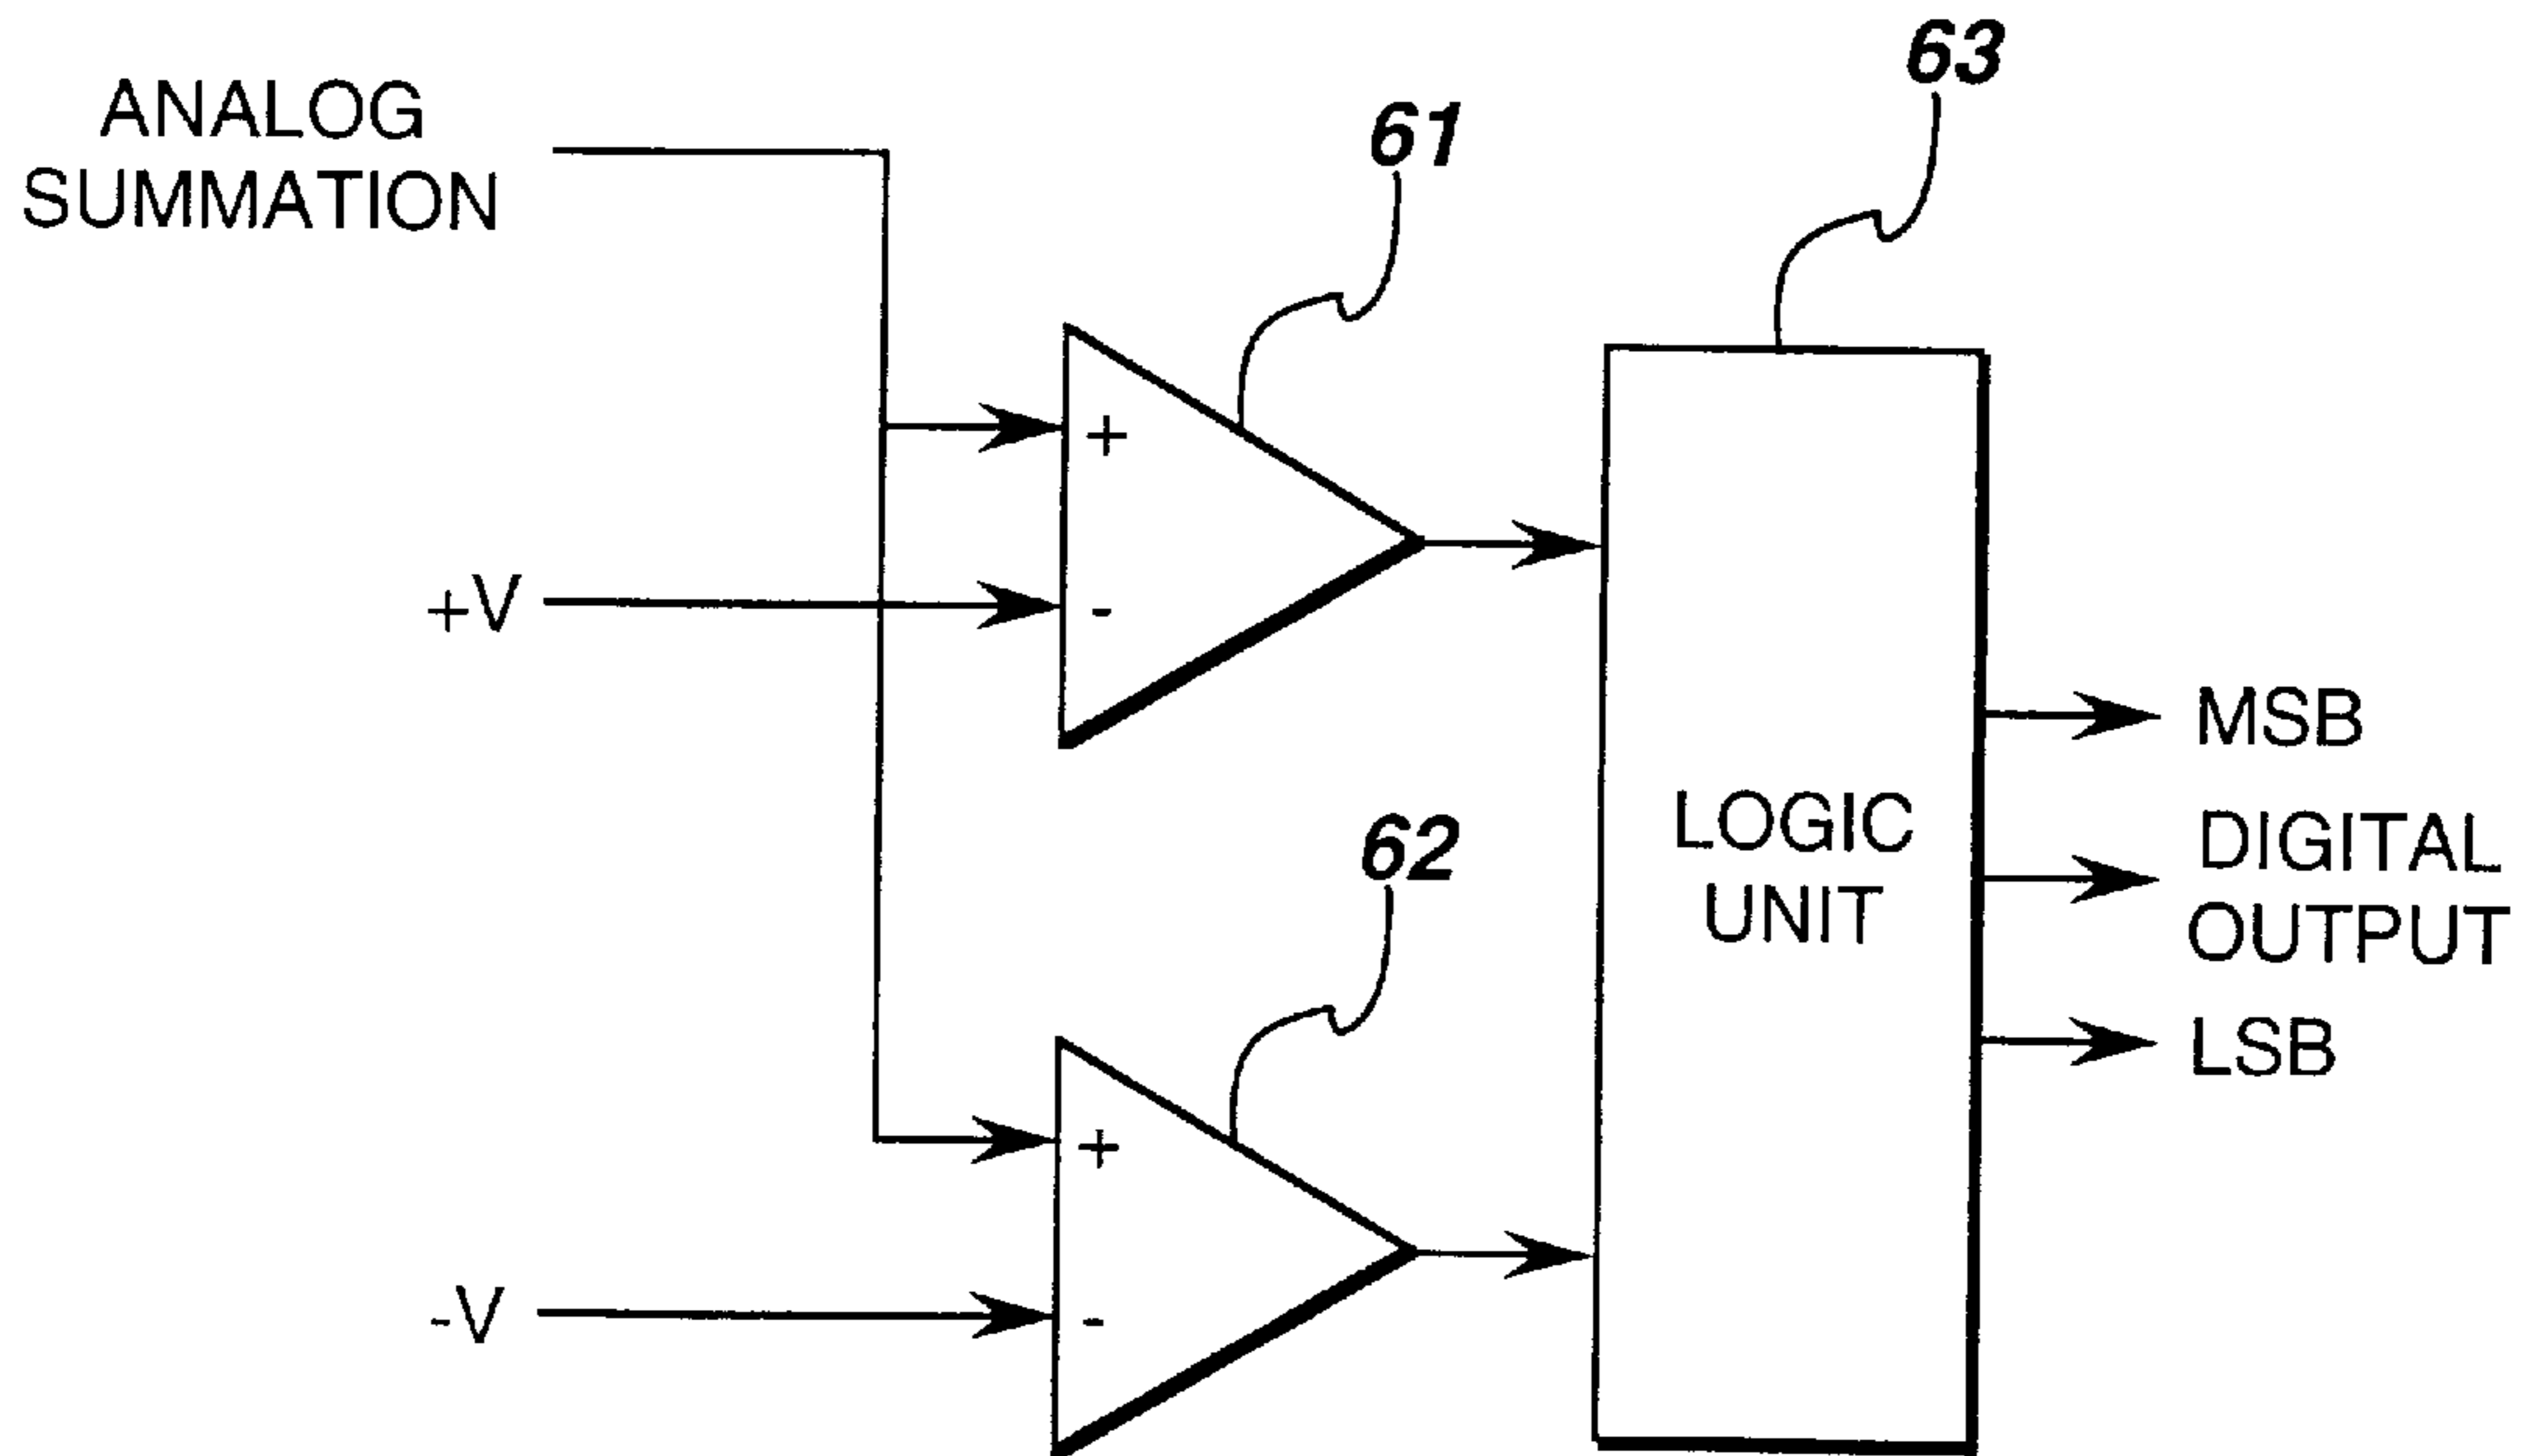 63
ANALOG
SUMMATION
61
+
+V
-
MSB
LOGIC
UNIT
DIGITAL
OUTPUT
62
LSB
+
-V
-